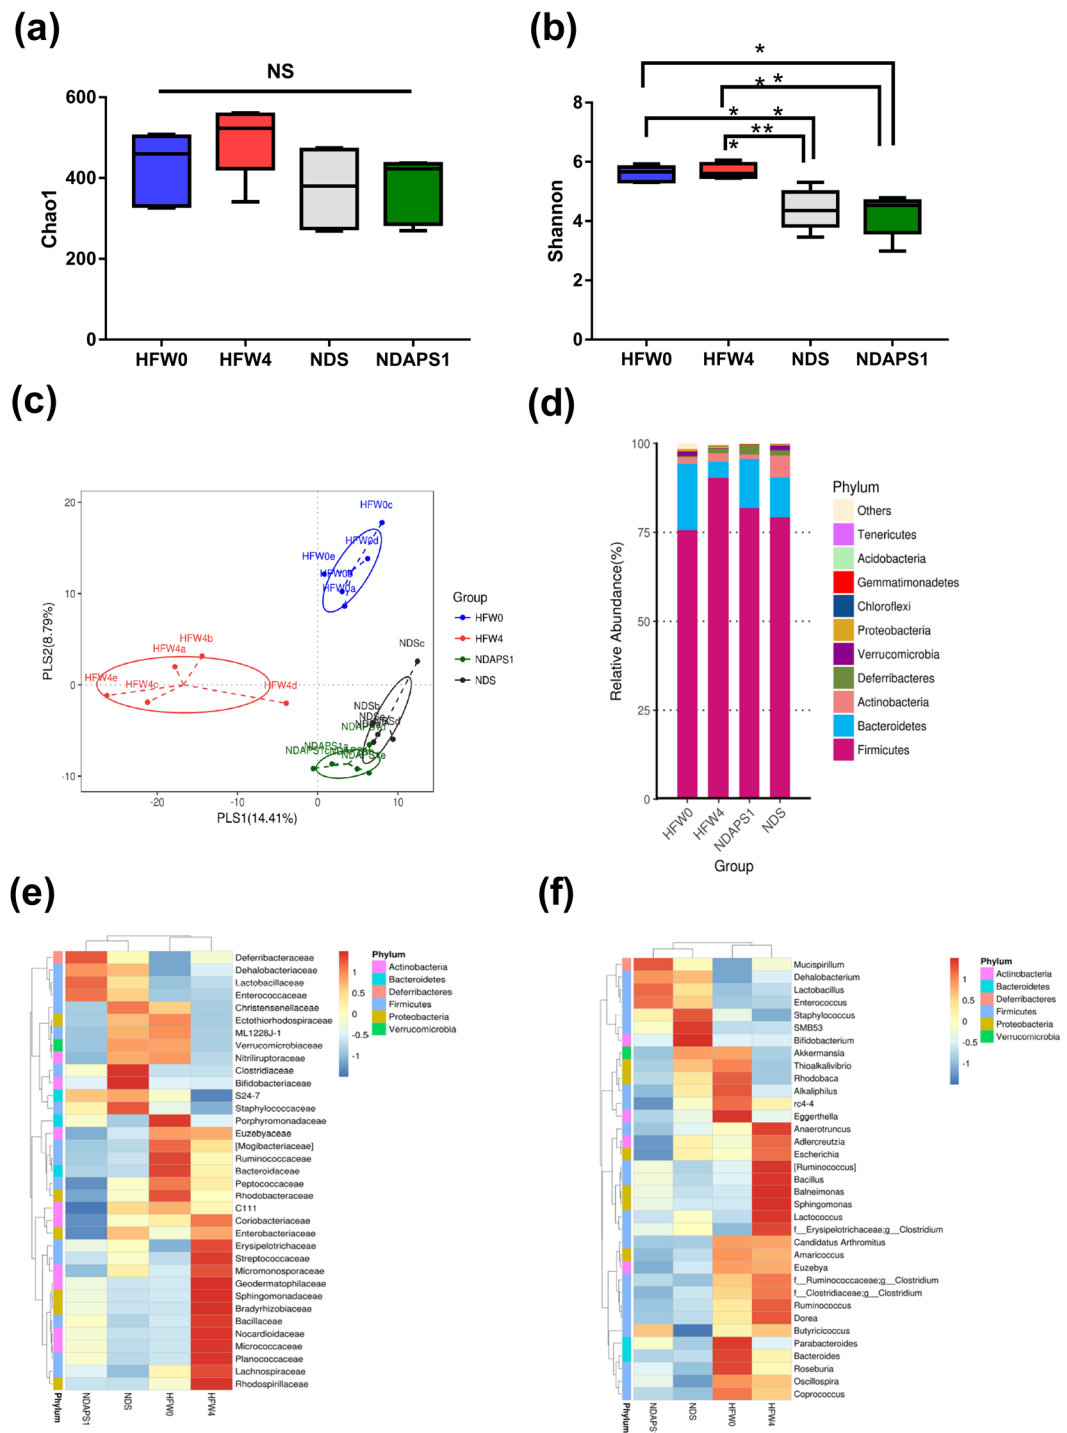 (a)
NS
600
400
200
0
Chao1
HFW0
HFW4
NDS
NDAPS1
(b)
*
* *
* *
**
*
8
6
4
2
0
Shannon
HFW0
HFW4
NDS
NDAPS1
(c)
20
10
0
-10
PLS2(8.79%)
HFW0c
HFW0d
HFW0e
HFW0b
HFW0a
HFW4b
HFW4a
HFW4e
HFW4c
HFW4d
NDSc
NDSb
NDSd
NDAPS1a
NDAPS1c
-20
-10
0
10
PLS1(14.41%)
Group
HFW0
HFW4
NDAPS1
NDS
(d)
100
75
50
25
0
Relative Abundance(%)
HFW0
HFW4
NDAPS1
NDS
Group
Phylum
Others
Tenericutes
Acidobacteria
Gemmatimonadetes
Chloroflexi
Proteobacteria
Verrucomicrobia
Deferribacteres
Actinobacteria
Bacteroidetes
Firmicutes
(e)
Deferribacteraceae
Dehalobacteriaceae
Lactobacillaceae
Enterococcaceae
Christensenellaceae
Ectothiorhodospiraceae
ML1228J-1
Verrucomicrobiaceae
Nitriliruptoraceae
Clostridiaceae
Bifidobacteriaceae
S24-7
Staphylococcaceae
Porphyromonadaceae
Euzebyaceae
[Mogibacteriaceae]
Ruminococcaceae
Bacteroidaceae
Peptococcaceae
Rhodobacteraceae
C111
Coriobacteriaceae
Enterobacteriaceae
Erysipelotrichaceae
Streptococcaceae
Micromonosporaceae
Geodermatophilaceae
Sphingomonadaceae
Bradyrhizobiaceae
Bacillaceae
Nocardioidaceae
Micrococcaceae
Planococcaceae
Lachnospiraceae
Rhodospirillaceae
Phylum
NDAPS1
NDS
HFW0
HFW4
1
0.5
0
-0.5
-1
Phylum
Actinobacteria
Bacteroidetes
Deferribacteres
Firmicutes
Proteobacteria
Verrucomicrobia
(f)
Mucispirillum
Dehalobacterium
Lactobacillus
Enterococcus
Staphylococcus
SMB53
Bifidobacterium
Akkermansia
Thioalkalivibrio
Rhodobaca
Alkaliphilus
rc4-4
Eggerthella
Anaerotruncus
Adlercreutzia
Escherichia
[Ruminococcus]
Bacillus
Balneimonas
Sphingomonas
Lactococcus
f__Erysipelotrichaceae;g__Clostridium
Candidatus Arthromitus
Amaricoccus
Euzebya
f__Ruminococcaceae;g__Clostridium
f__Clostridiaceae;g__Clostridium
Ruminococcus
Dorea
Butyricicoccus
Parabacteroides
Bacteroides
Roseburia
Oscillospira
Coprococcus
Phylum
NDAPS
NDS
HFW0
HFW4
1
0.5
0
-0.5
-1
Phylum
Actinobacteria
Bacteroidetes
Deferribacteres
Firmicutes
Proteobacteria
Verrucomicrobia